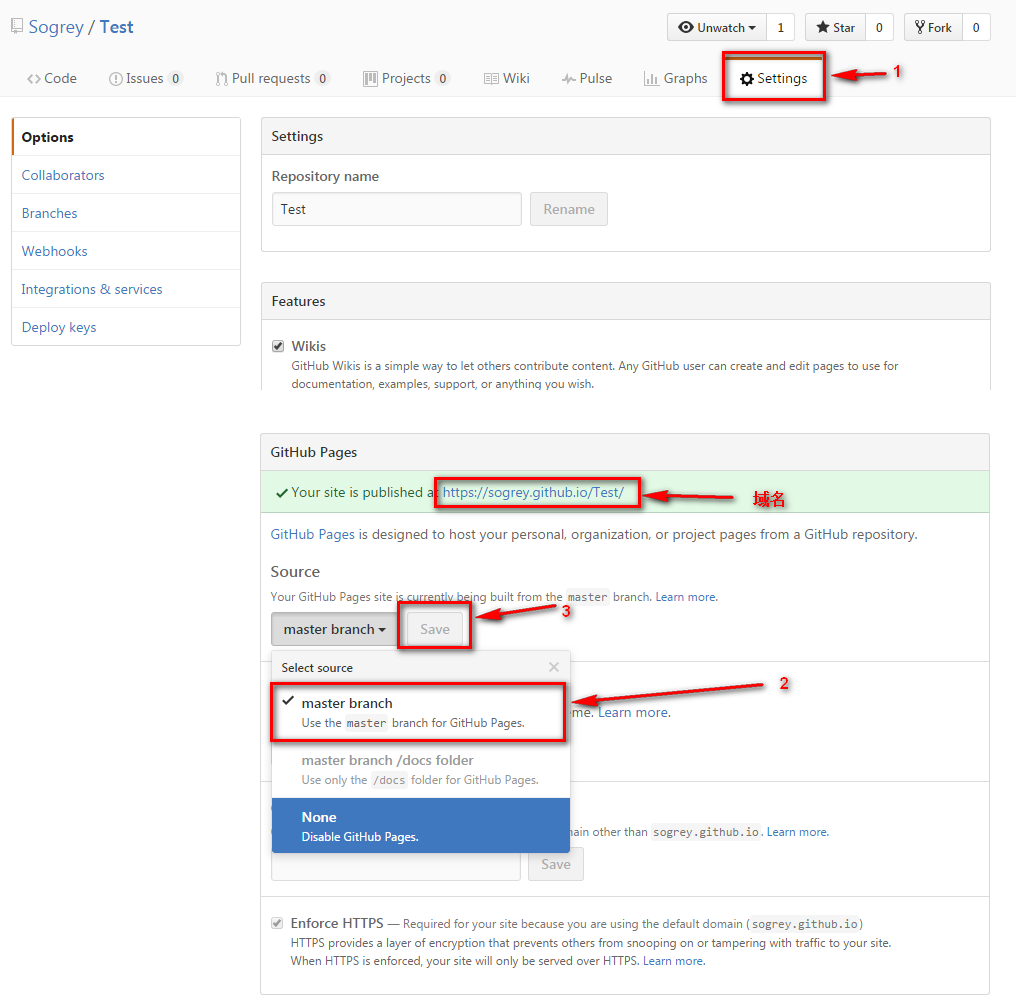 Sogrey / Test
Unwatch 1 Star 0 Fork 0
Code Issues 0 Pull requests 0 Projects 0 Wiki Pulse Graphs Settings 1
Options
Collaborators
Branches
Webhooks
Integrations & services
Deploy keys
Settings
Repository name
Test Rename
Features
Wikis
GitHub Wikis is a simple way to let others contribute content. Any GitHub user can create and edit pages to use for
documentation, examples, support, or anything you wish.
GitHub Pages
Your site is published at https://sogrey.github.io/Test/ 域名
GitHub Pages is designed to host your personal, organization, or project pages from a GitHub repository.
Source
Your GitHub Pages site is currently being built from the master branch. Learn more.
master branch Save 3
Select source
master branch 2
Use the master branch for GitHub Pages.
me. Learn more.
master branch /docs folder
Use only the /docs folder for GitHub Pages.
None
Disable GitHub Pages.
main other than sogrey.github.io. Learn more.
Save
Enforce HTTPS — Required for your site because you are using the default domain (sogrey.github.io)
HTTPS provides a layer of encryption that prevents others from snooping on or tampering with traffic to your site.
When HTTPS is enforced, your site will only be served over HTTPS. Learn more.